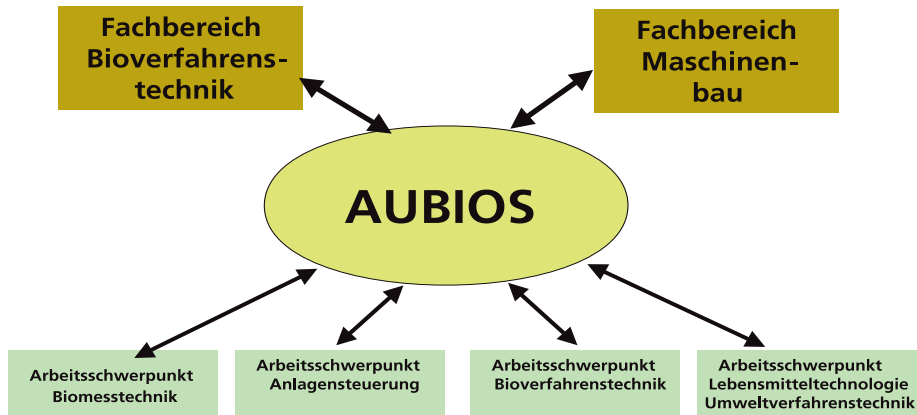 Fachbereich
Bioverfahrens-
technik
Fachbereich
Maschinen-
bau
AUBIOS
Arbeitsschwerpunkt
Biomesstechnik
Arbeitsschwerpunkt
Anlagensteuerung
Arbeitsschwerpunkt
Bioverfahrenstechnik
Arbeitsschwerpunkt
Lebensmitteltechnologie
Umweltverfahrenstechnik